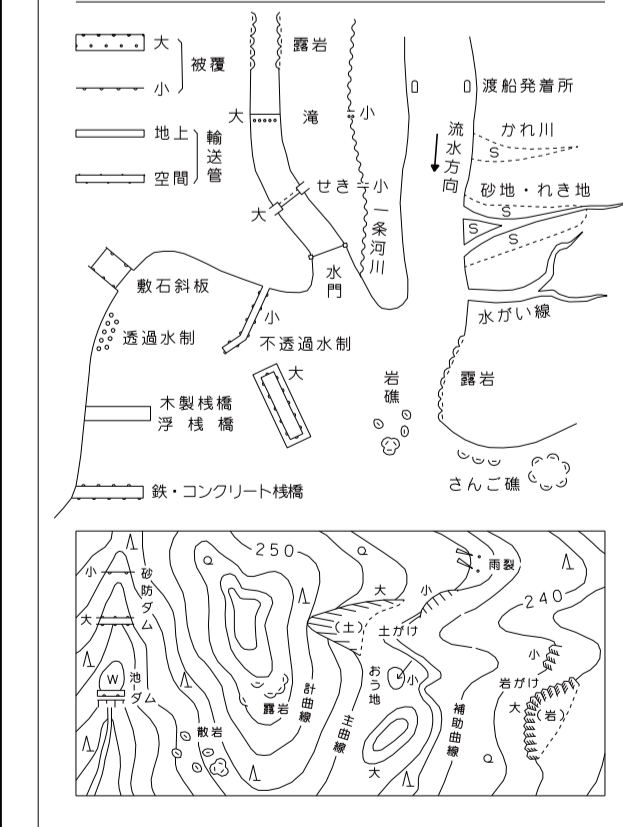 大
小
被覆
地上
空間
輸送管
露岩
大
滝
小
せき
小
大
一条河川
水門
渡船発着所
流水方向
かれ川
S
砂地・れき地
S
S
S
水がい線
敷石斜板
透過水制
小
不透過水制
大
木製桟橋
浮桟橋
鉄・コンクリート桟橋
岩礁
露岩
さんご礁
小
砂防ダム
大
W
池・ダム
250
露岩
散岩
計曲線
主曲線
大
小
(土)
土がけ
雨裂
おう地
小
大
補助曲線
240
小
岩がけ
大
(岩)